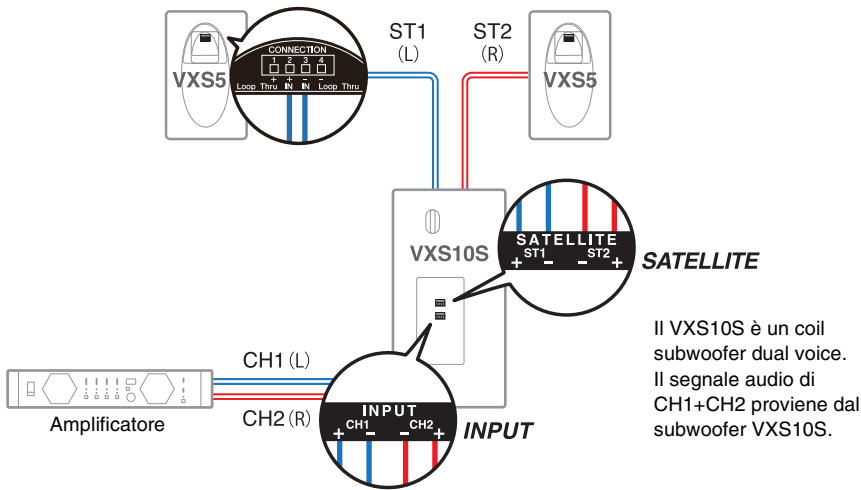 ST1
(L)
ST2
(R)
VXS5
CONNECTION
1 2 3 4
+ + − −
Loop Thru IN IN Loop Thru
VXS5
VXS10S
SATELLITE
+ ST1 − − ST2 +
SATELLITE
Il VXS10S è un coil
subwoofer dual voice.
Il segnale audio di
CH1+CH2 proviene dal
subwoofer VXS10S.
CH1 (L)
CH2 (R)
Amplificatore
INPUT
+ CH1 − − CH2 +
INPUT